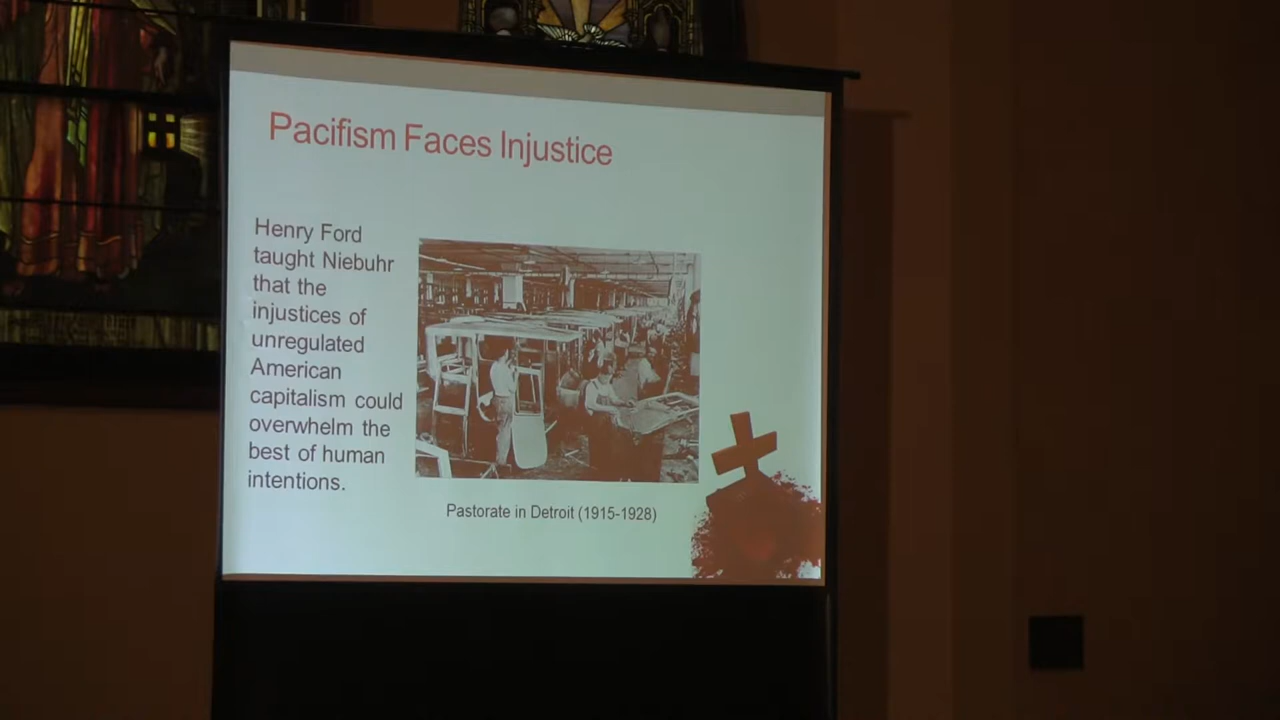 Pacifism Faces Injustice
Henry Ford
taught Niebuhr
that the
injustices of
unregulated
American
capitalism could
overwhelm the
best of human
intentions.
Pastorate in Detroit (1915-1928)